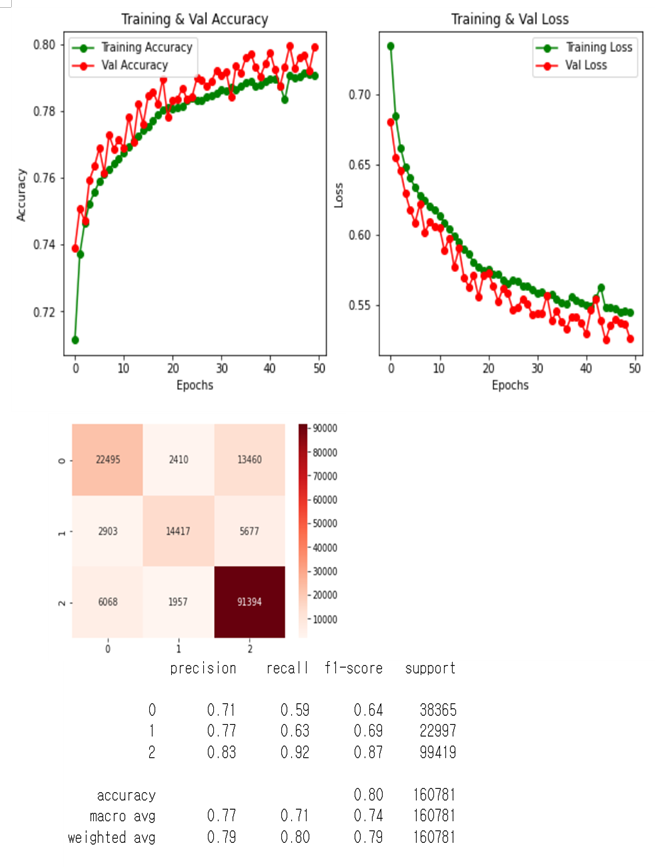 Training & Val Accuracy
Training Accuracy
Val Accuracy
0.80
0.78
0.76
0.74
0.72
Accuracy
0 10 20 30 40 50
Epochs
Training & Val Loss
Training Loss
Val Loss
0.70
0.65
0.60
0.55
Loss
0 10 20 30 40 50
Epochs
0 22495 2410 13460
1 2903 14417 5677
2 6068 1957 91394
0 1 2
90000
80000
70000
60000
50000
40000
30000
20000
10000
precision recall f1-score support
0 0.71 0.59 0.64 38365
1 0.77 0.63 0.69 22997
2 0.83 0.92 0.87 99419
accuracy 0.80 160781
macro avg 0.77 0.71 0.74 160781
weighted avg 0.79 0.80 0.79 160781